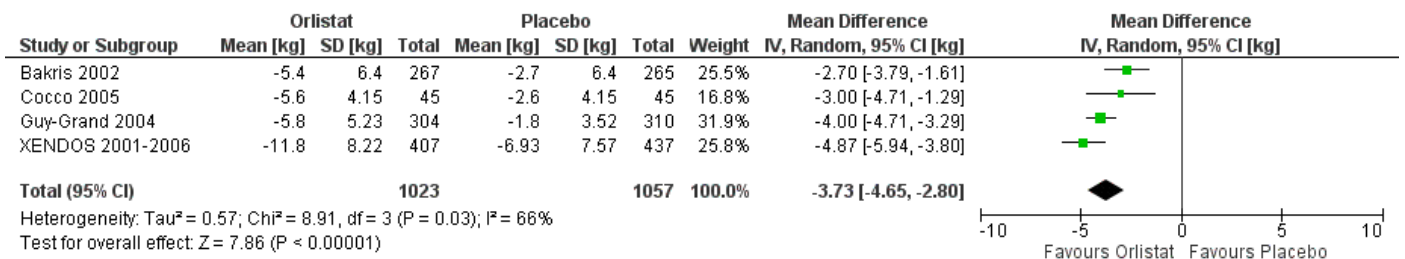 Orlistat Placebo Mean Difference Mean Difference
Study or Subgroup Mean [kg] SD [kg] Total Mean [kg] SD [kg] Total Weight IV, Random, 95% CI [kg] IV, Random, 95% CI [kg]
Bakris 2002 -5.4 6.4 267 -2.7 6.4 265 25.5% -2.70 [-3.79, -1.61]
Cocco 2005 -5.6 4.15 45 -2.6 4.15 45 16.8% -3.00 [-4.71, -1.29]
Guy-Grand 2004 -5.8 5.23 304 -1.8 3.52 310 31.9% -4.00 [-4.71, -3.29]
XENDOS 2001-2006 -11.8 8.22 407 -6.93 7.57 437 25.8% -4.87 [-5.94, -3.80]
Total (95% CI) 1023 1057 100.0% -3.73 [-4.65, -2.80]
Heterogeneity: Tau² = 0.57; Chi² = 8.91, df = 3 (P = 0.03); I² = 66%
Test for overall effect: Z = 7.86 (P < 0.00001)
-10 -5 0 5 10
Favours Orlistat Favours Placebo